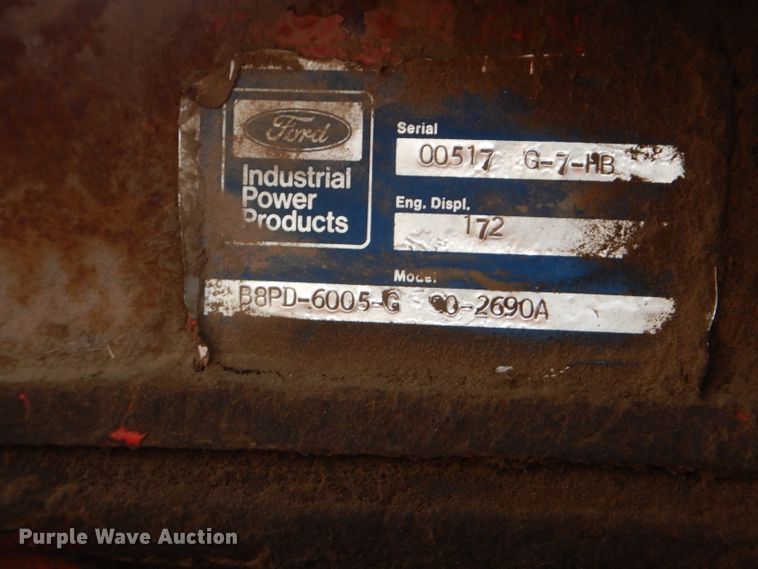 Ford
Industrial
Power
Products
Serial
00517 G-7-HB
Eng. Displ.
172
Model
B8PD-6005-G
Purple Wave Auction